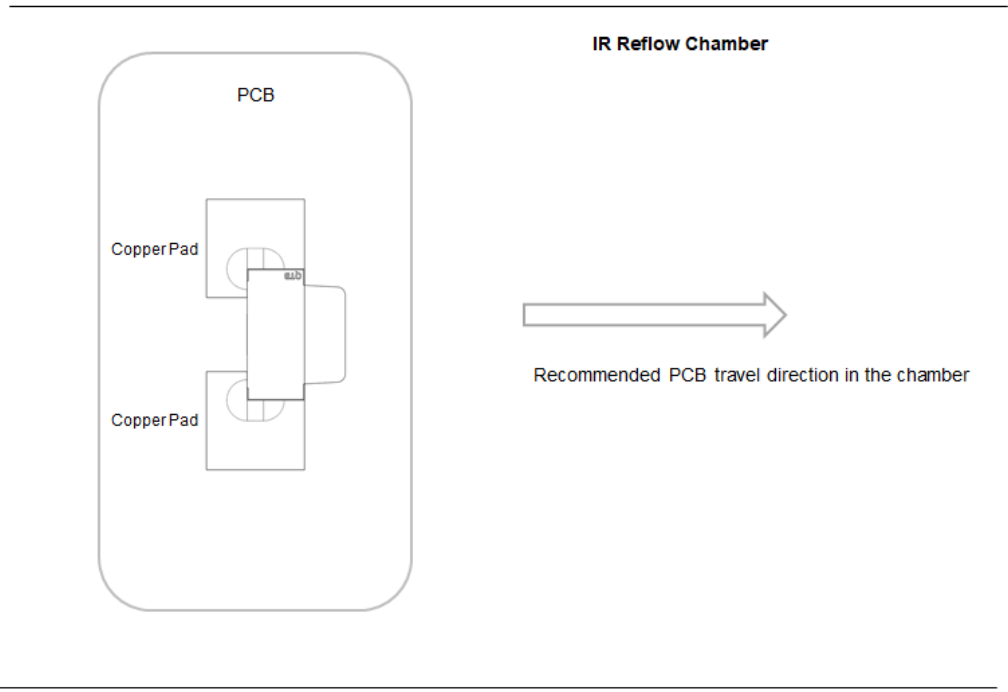 IR Reflow Chamber
PCB
Copper Pad
Recommended PCB travel direction in the chamber
Copper Pad